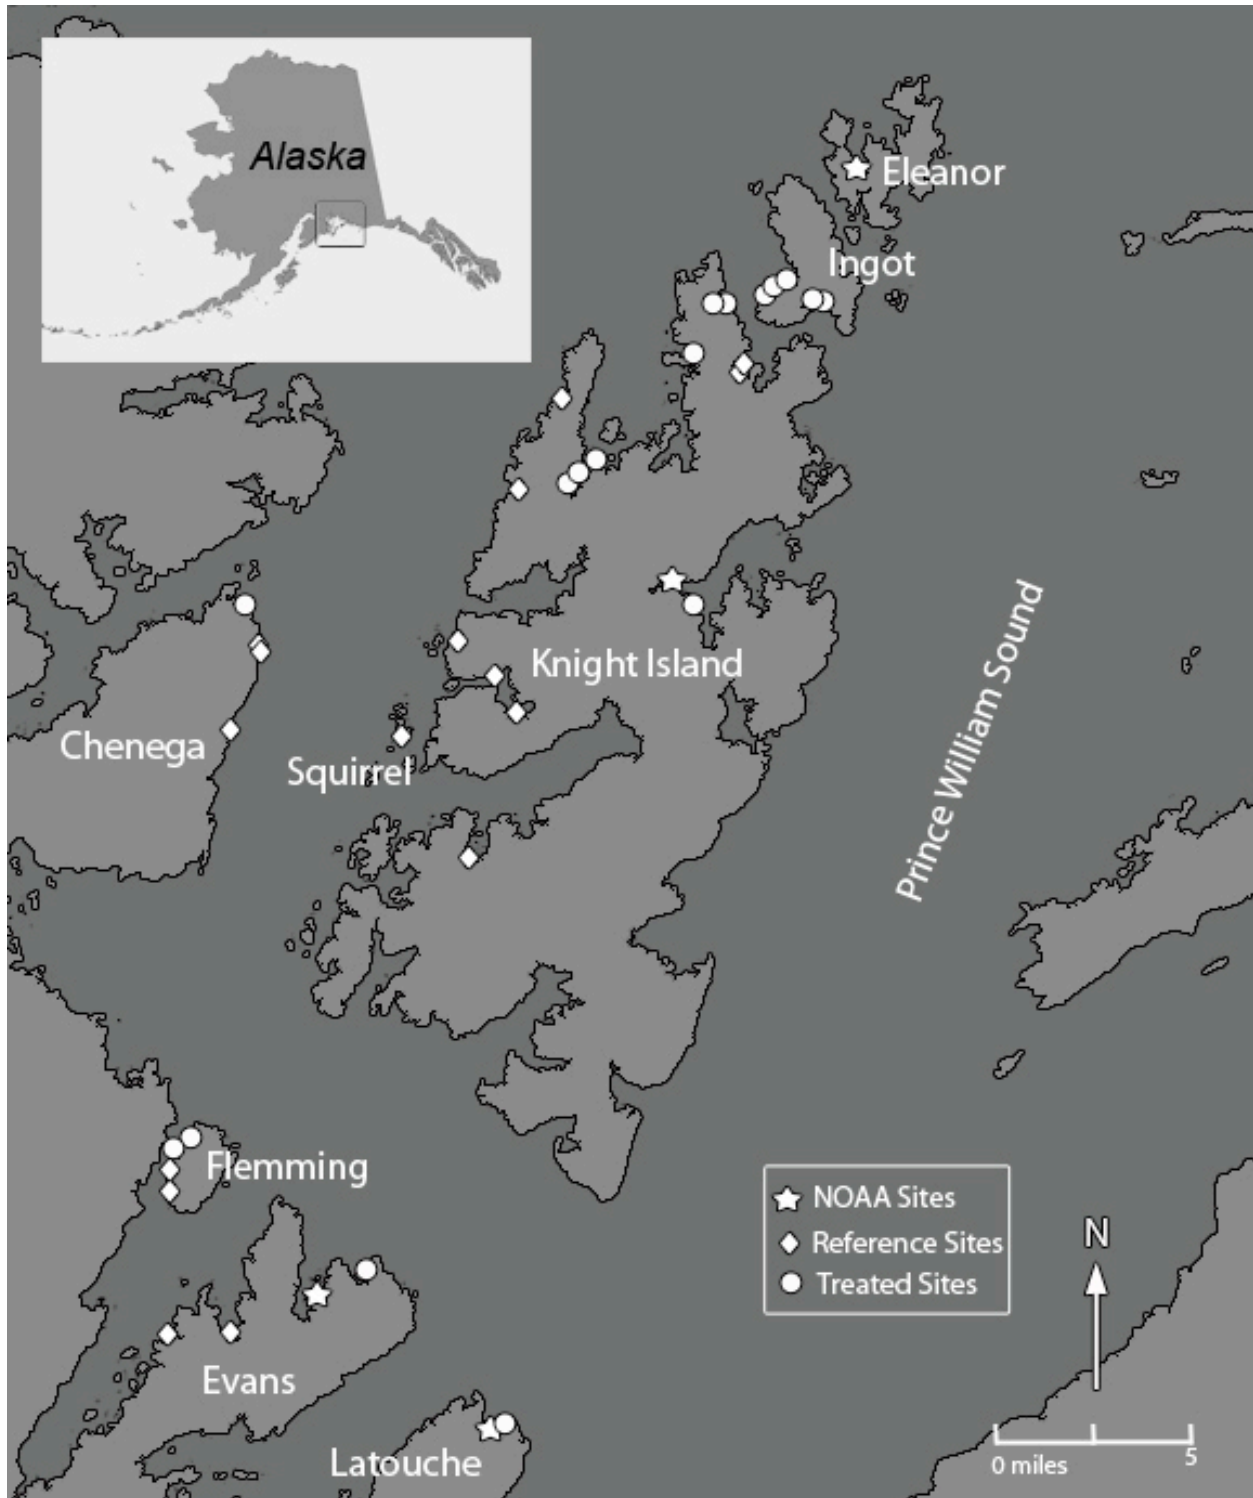 Alaska
Eleanor
Ingot
Knight Island
Chenega
Squirrel
Prince William Sound
Flemming
NOAA Sites
Reference Sites
Treated Sites
N
Evans
Latouche
0 miles
5